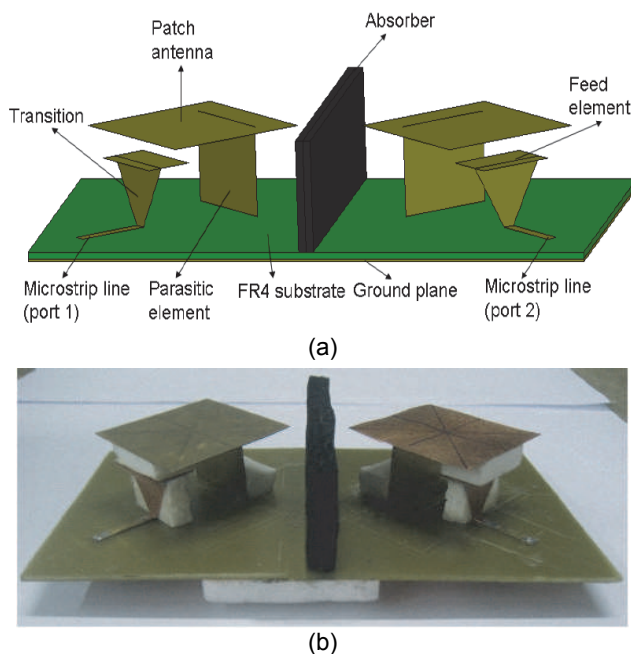 Patch
antenna
Absorber
Transition
Feed
element
Microstrip line
(port 1)
Parasitic
element
FR4 substrate
Ground plane
Microstrip line
(port 2)
(a)
(b)